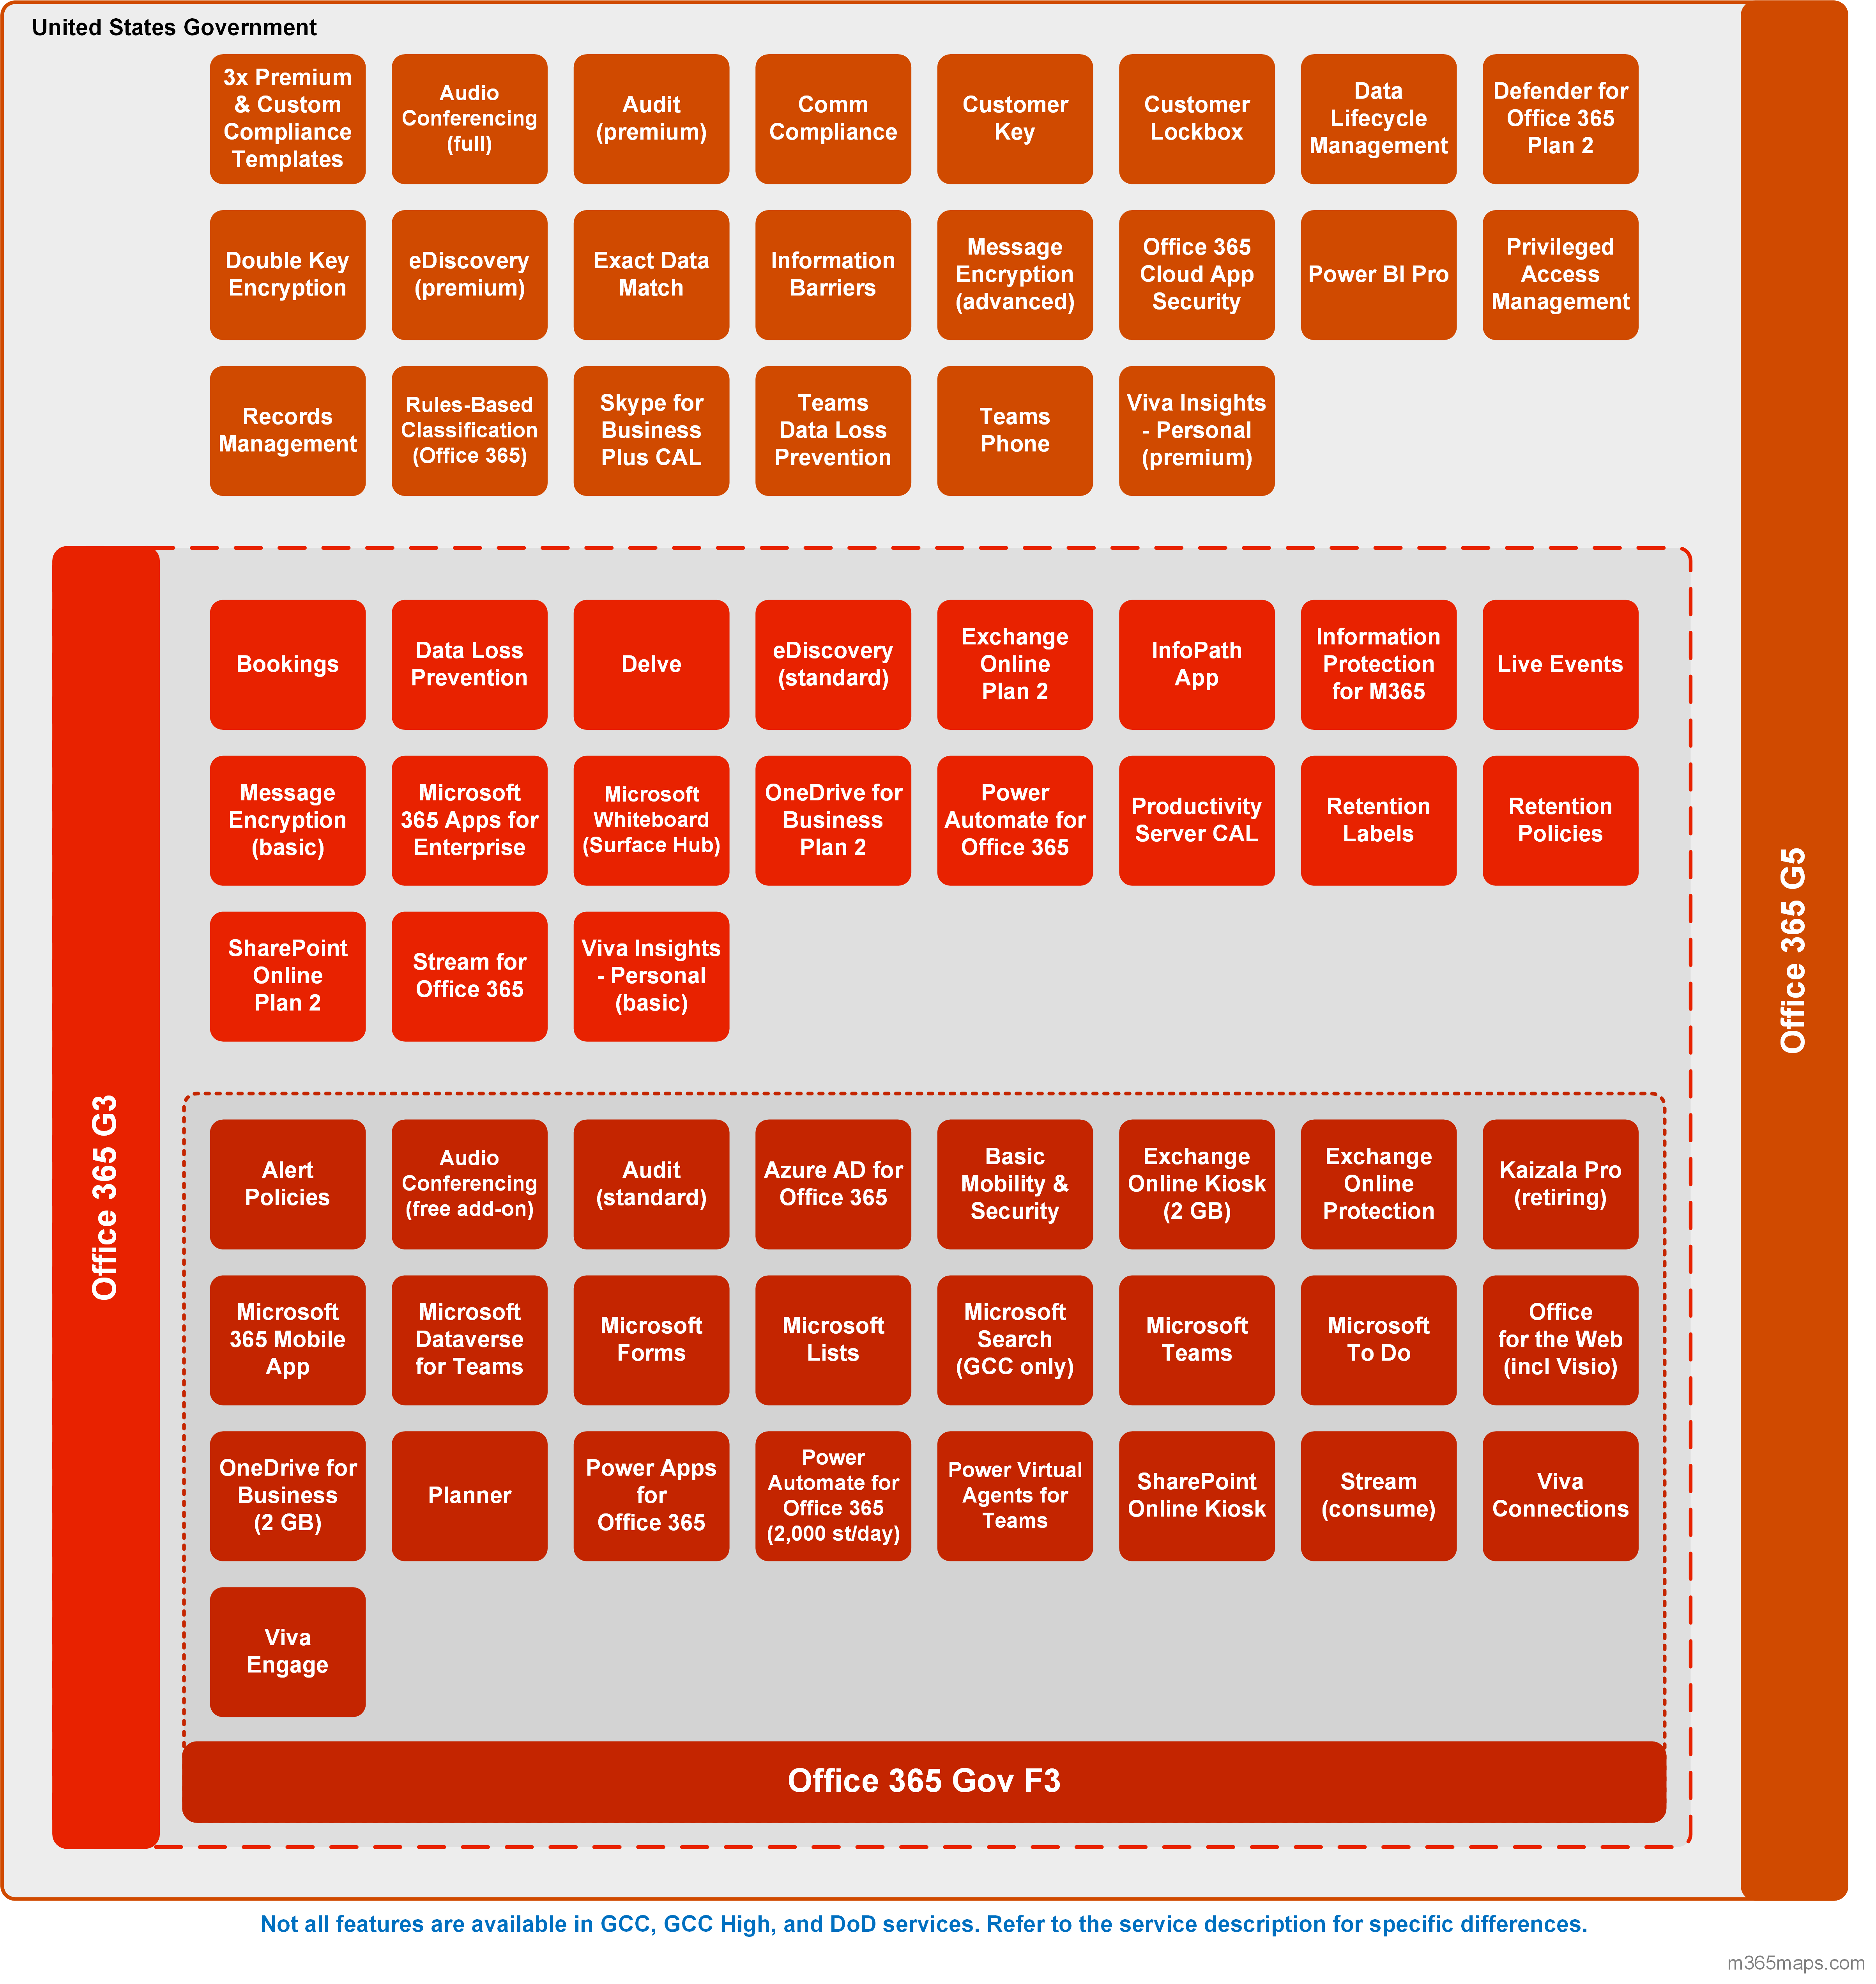 United States Government
3x Premium
& Custom
Compliance
Templates
Audio
Conferencing
(full)
Audit
(premium)
Comm
Compliance
Customer
Key
Customer
Lockbox
Data
Lifecycle
Management
Defender for
Office 365
Plan 2
Double Key
Encryption
eDiscovery
(premium)
Exact Data
Match
Information
Barriers
Message
Encryption
(advanced)
Office 365
Cloud App
Security
Power BI Pro
Privileged
Access
Management
Records
Management
Rules-Based
Classification
(Office 365)
Skype for
Business
Plus CAL
Teams
Data Loss
Prevention
Teams
Phone
Viva Insights
- Personal
(premium)
Office 365 G5
Office 365 G3
Bookings
Data Loss
Prevention
Delve
eDiscovery
(standard)
Exchange
Online
Plan 2
InfoPath
App
Information
Protection
for M365
Live Events
Message
Encryption
(basic)
Microsoft
365 Apps for
Enterprise
Microsoft
Whiteboard
(Surface Hub)
OneDrive for
Business
Plan 2
Power
Automate for
Office 365
Productivity
Server CAL
Retention
Labels
Retention
Policies
SharePoint
Online
Plan 2
Stream for
Office 365
Viva Insights
- Personal
(basic)
Alert
Policies
Audio
Conferencing
(free add-on)
Audit
(standard)
Azure AD for
Office 365
Basic
Mobility &
Security
Exchange
Online Kiosk
(2 GB)
Exchange
Online
Protection
Kaizala Pro
(retiring)
Microsoft
365 Mobile
App
Microsoft
Dataverse
for Teams
Microsoft
Forms
Microsoft
Lists
Microsoft
Search
(GCC only)
Microsoft
Teams
Microsoft
To Do
Office
for the Web
(incl Visio)
OneDrive for
Business
(2 GB)
Planner
Power Apps
for
Office 365
Power
Automate for
Office 365
(2,000 st/day)
Power Virtual
Agents for
Teams
SharePoint
Online Kiosk
Stream
(consume)
Viva
Connections
Viva
Engage
Office 365 Gov F3
Not all features are available in GCC, GCC High, and DoD services. Refer to the service description for specific differences.
m365maps.com